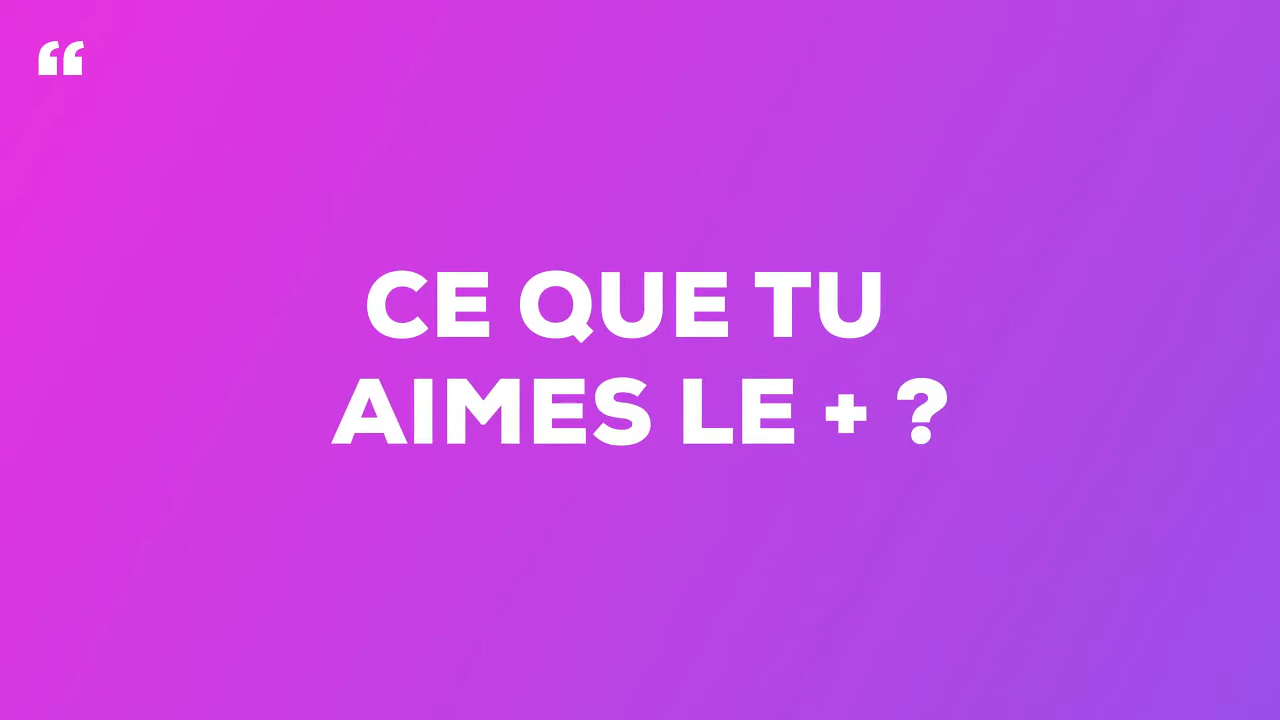 “
CE QUE TU
AIMES LE + ?